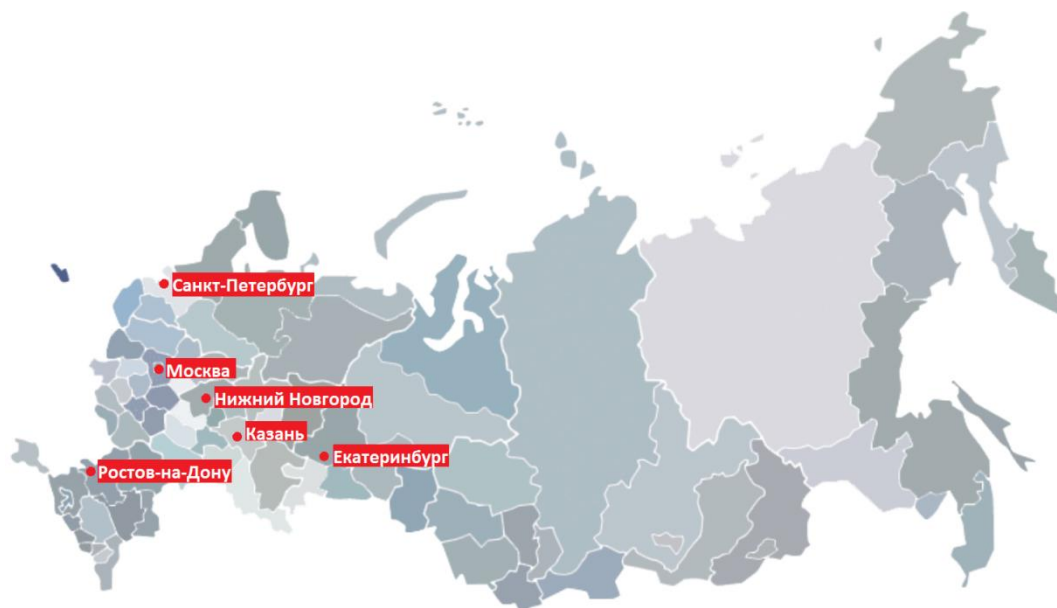 Санкт-Петербург
Москва
Нижний Новгород
Казань
Екатеринбург
Ростов-на-Дону